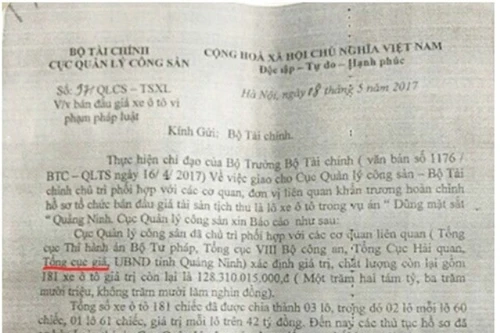 BỘ TÀI CHÍNH
CỤC QUẢN LÝ CÔNG SẢN
CỘNG HOÀ XÃ HỘI CHỦ NGHĨA VIỆT NAM
Độc lập – Tự do – Hạnh phúc
Số: 371 QLCS - TSXL
V/v bán đấu giá xe ô tô vi
phạm pháp luật
Hà Nội, ngày 18 tháng 5 năm 2017
Kính Gửi: Bộ Tài chính.
Thực hiện chỉ đạo của Bộ Trưởng Bộ Tài chính ( văn bản số 1176 /
BTC – QLTS ngày 16/ 4/ 2017) Về việc giao cho Cục Quản lý công sản – Bộ Tài
chính chủ trì phối hợp với các cơ quan, đơn vị liên quan khẩn trương hoàn chỉnh
hồ sơ tổ chức bán đấu giá tài sản tịch thu là lô xe ô tô trong vụ án “ Dũng mặt sắt
“ Quảng Ninh. Cục Quản lý công sản xin Báo cáo như sau:
Cục Quản lý công sản đã chủ trì phối hợp với các cơ quan liên quan ( Tổng
cục Thi hành án Bộ Tư pháp, Tổng cục VIII Bộ công an, Tổng Cục Hải quan,
Tổng cục giá, UBND tỉnh Quảng Ninh) xác định giá trị, chất lượng còn lại gồm
181 xe ô tô giá trị còn lại là 128.310.015.000,đ ( Một trăm hai tám tỷ, ba trăm
mười triệu, không trăm mười lăm nghìn đồng).
Tổng số xe ô tô 181 chiếc đã được chia thành 03 lô, trong đó 02 lô mỗi lô 60
chiếc, 01 lô 61 chiếc, giá trị mỗi lô trên 42 tỷ đồng. Đến nay các thủ tục hồ sơ đã